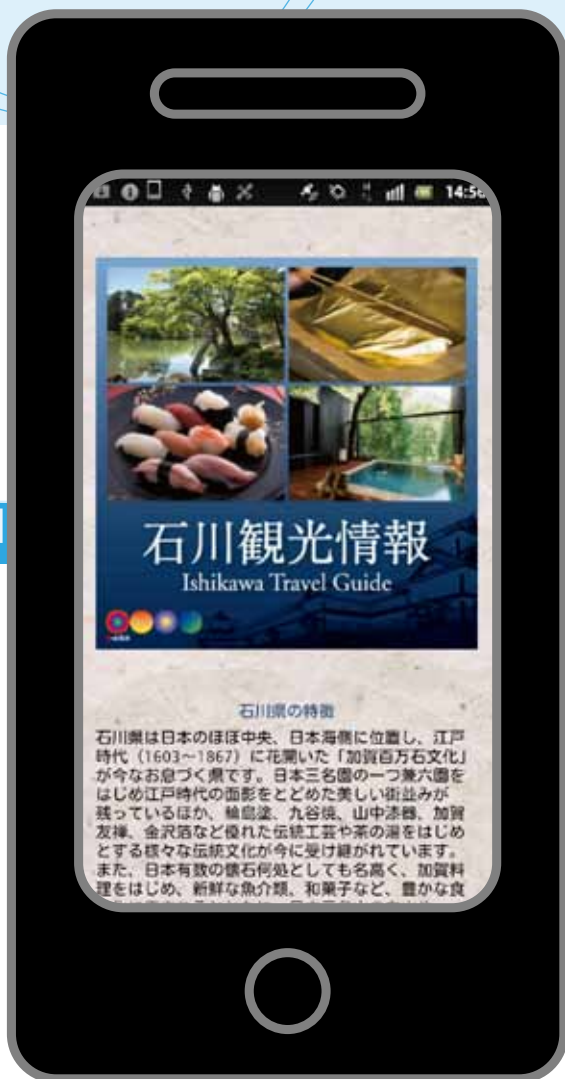 14:56
石川観光情報
Ishikawa Travel Guide
石川県の特徴
石川県は日本のほぼ中央、日本海側に位置し、江戸
時代（1603～1867）に花開いた「加賀百万石文化」
が今なお息づく県です。日本三名園の一つ兼六園を
はじめ江戸時代の面影をとどめた美しい街並みが
残っているほか、輪島塗、九谷焼、山中漆器、加賀
友禅、金沢箔など優れた伝統工芸や茶の湯をはじめ
とする様々な伝統文化が今に受け継がれています。
また、日本有数の懐石何処としても名高く、加賀料
理をはじめ、新鮮な魚介類、和菓子など、豊かな食